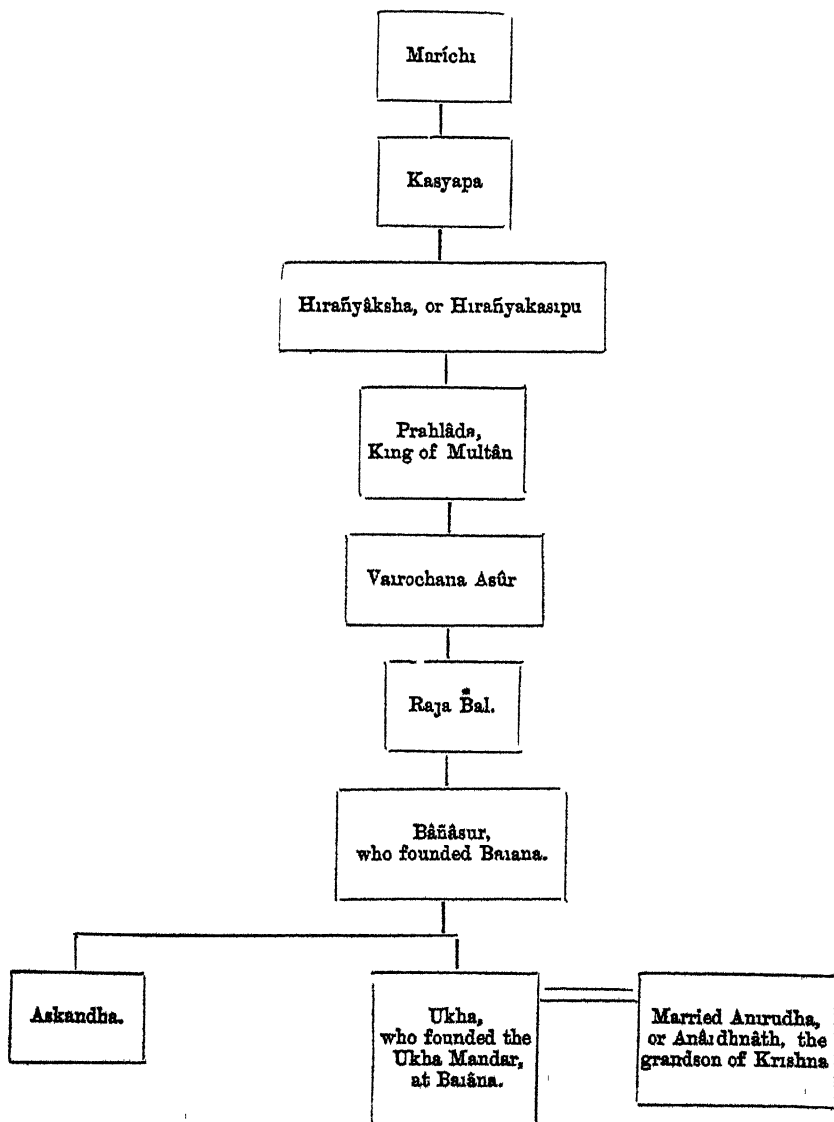 Maríchi
Kasyapa
Hirañyâksha, or Hirañyakasipu
Prahlâda,
King of Multân
Vairochana Asûr
Raja Bal.*
Bâñâsur,
who founded Baiana.
Askandha.
Ukha,
who founded the
Ukha Mandar,
at Baiâna.
Married Anirudha,
or Anâidhnâth, the
grandson of Krishna